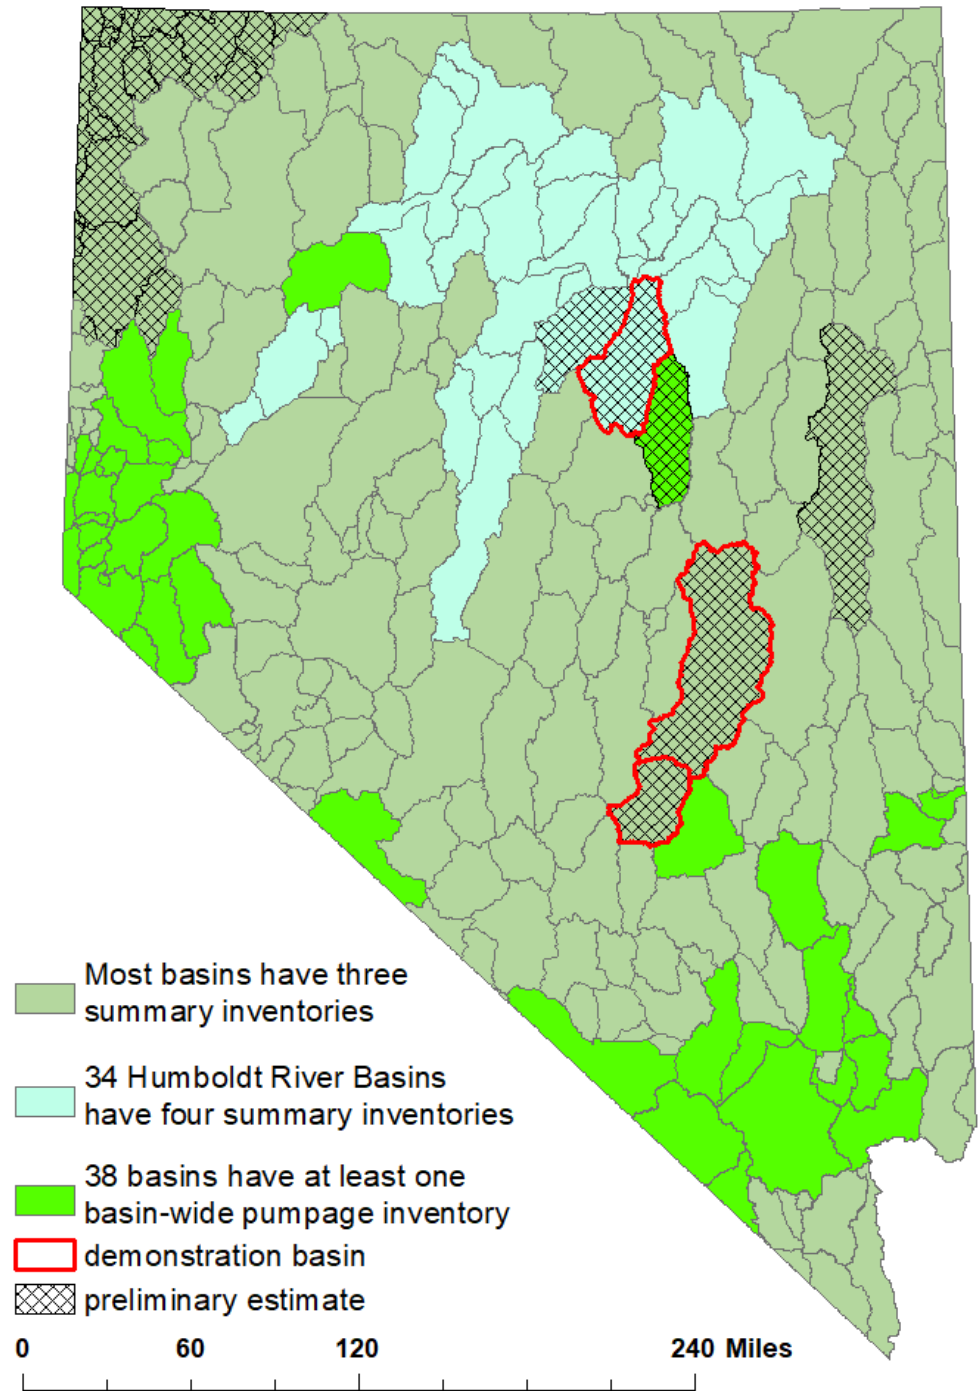 Most basins have three
summary inventories
34 Humboldt River Basins
have four summary inventories
38 basins have at least one
basin-wide pumpage inventory
demonstration basin
preliminary estimate
0 60 120 240 Miles